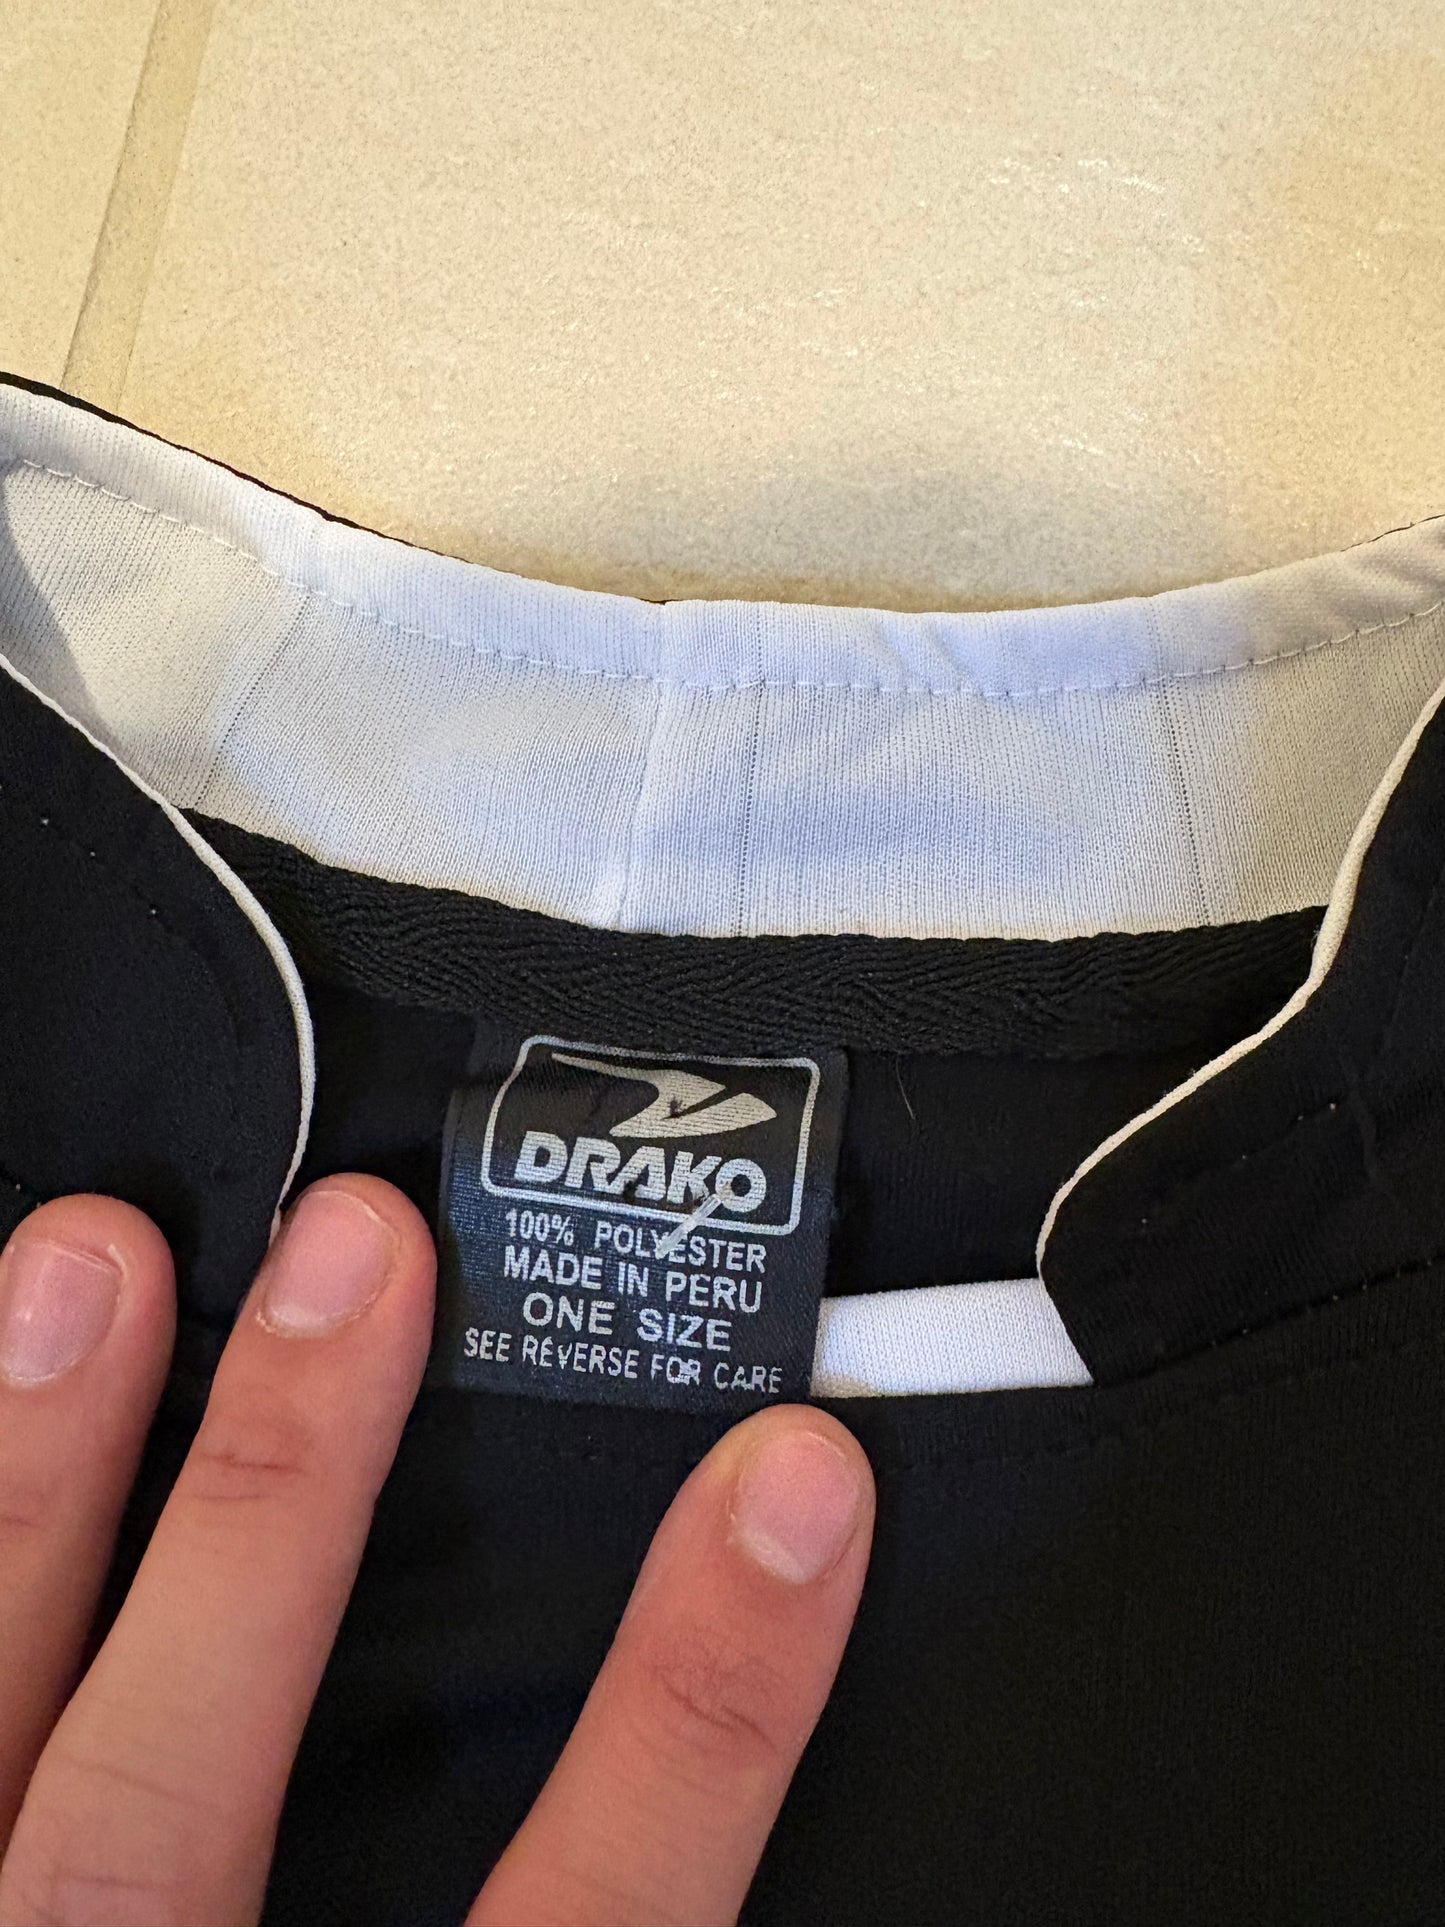 DRAKO
100% POLYESTER
MADE IN PERU
ONE SIZE
SEE REVERSE FOR CARE